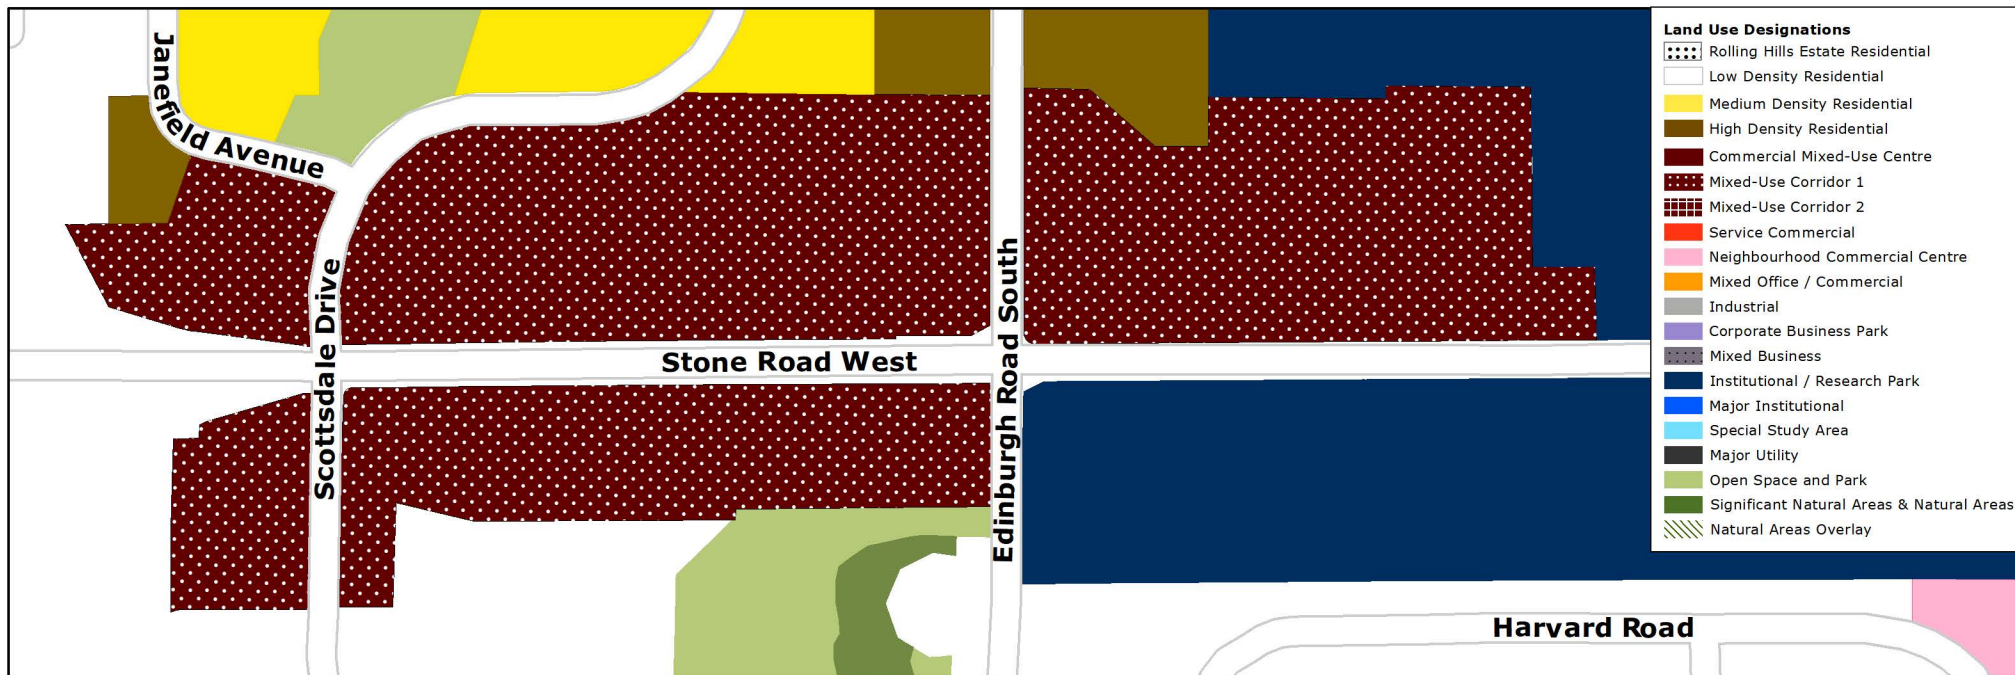 Janefield Avenue
Scottsdale Drive
Stone Road West
Edinburgh Road South
Harvard Road
Land Use Designations
Rolling Hills Estate Residential
Low Density Residential
Medium Density Residential
High Density Residential
Commercial Mixed-Use Centre
Mixed-Use Corridor 1
Mixed-Use Corridor 2
Service Commercial
Neighbourhood Commercial Centre
Mixed Office / Commercial
Industrial
Corporate Business Park
Mixed Business
Institutional / Research Park
Major Institutional
Special Study Area
Major Utility
Open Space and Park
Significant Natural Areas & Natural Areas
Natural Areas Overlay